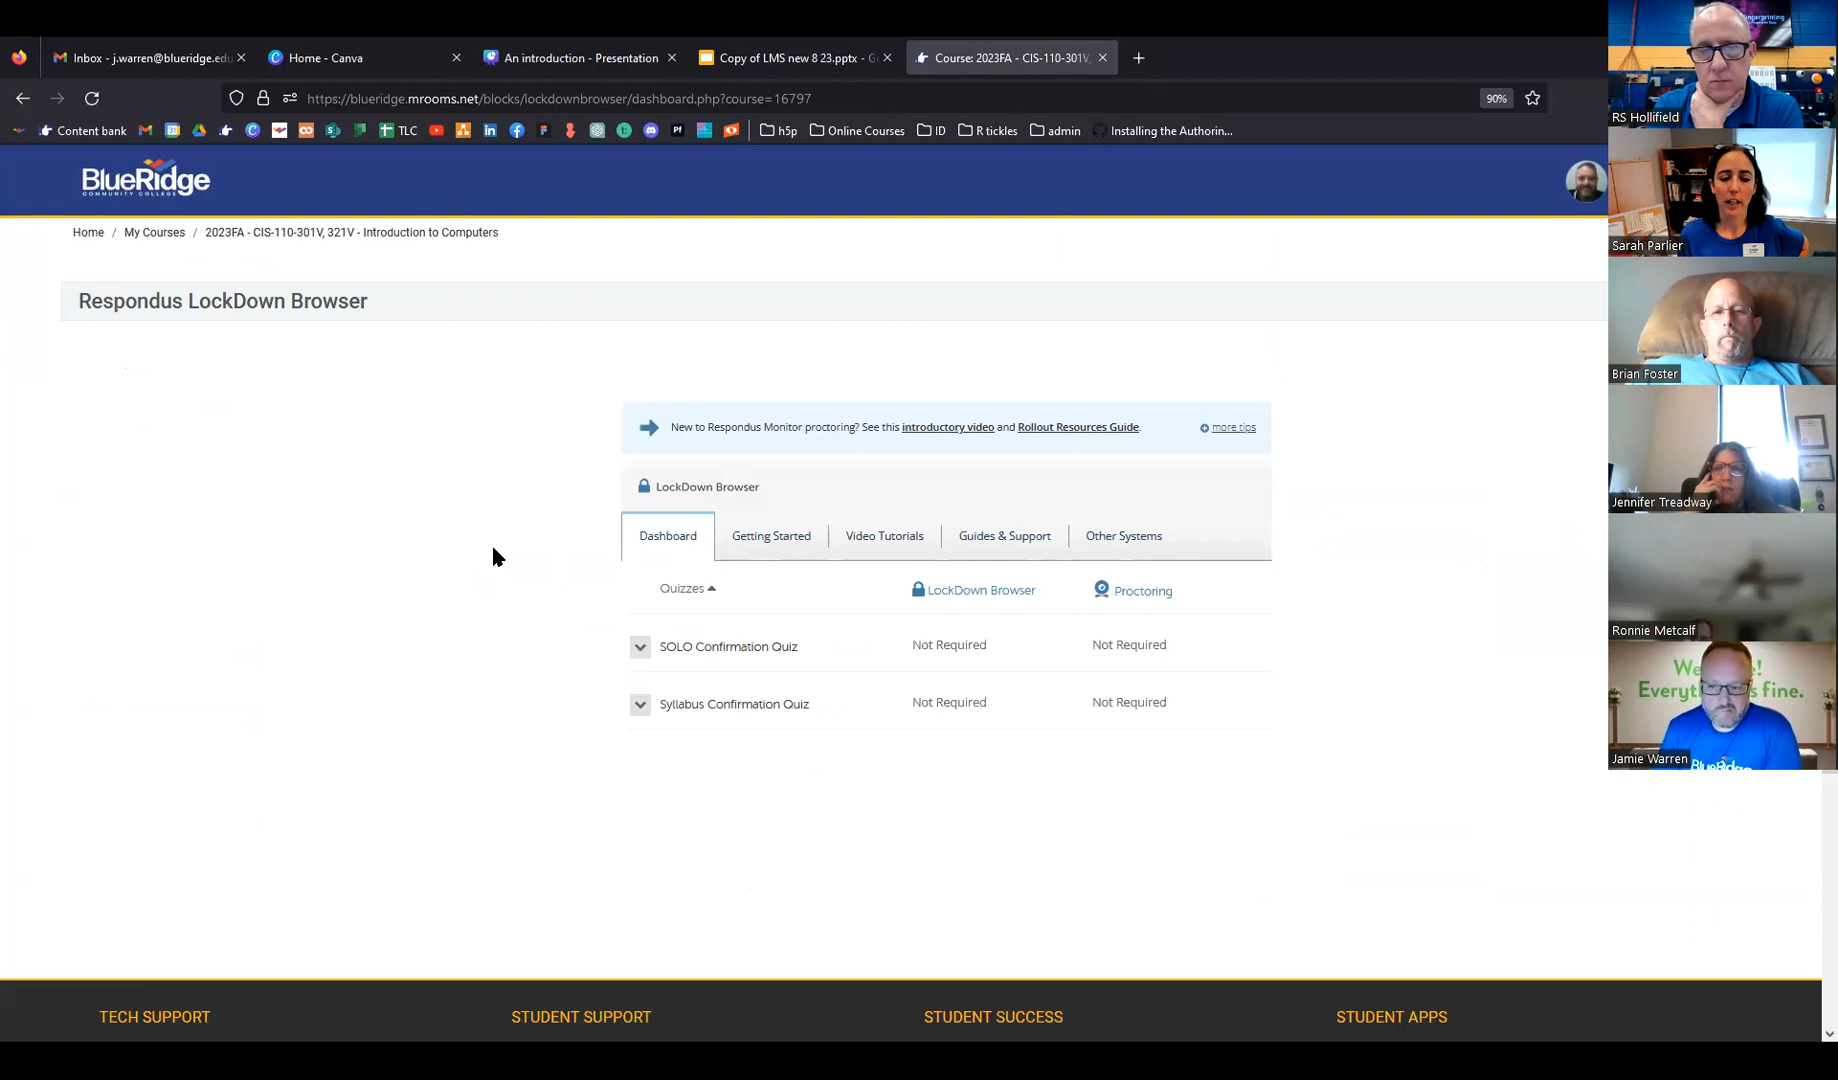 Inbox - j.warren@blueridge.edu
Home - Canva
An introduction - Presentation
Copy of LMS new 8 23.pptx - G
Course: 2023FA - CIS-110-301V,
https://blueridge.mrooms.net/blocks/lockdownbrowser/dashboard.php?course=16797
90%
Content bank
TLC
h5p
Online Courses
ID
R tickles
admin
Installing the Authorin...
BlueRidge
COMMUNITY COLLEGE
Home / My Courses / 2023FA - CIS-110-301V, 321V - Introduction to Computers
Respondus LockDown Browser
New to Respondus Monitor proctoring? See this introductory video and Rollout Resources Guide.
more tips
LockDown Browser
Dashboard
Getting Started
Video Tutorials
Guides & Support
Other Systems
Quizzes
LockDown Browser
Proctoring
SOLO Confirmation Quiz
Not Required
Not Required
Syllabus Confirmation Quiz
Not Required
Not Required
TECH SUPPORT
STUDENT SUPPORT
STUDENT SUCCESS
STUDENT APPS
RS Hollifield
Sarah Parlier
Brian Foster
Jennifer Treadway
Ronnie Metcalf
Jamie Warren